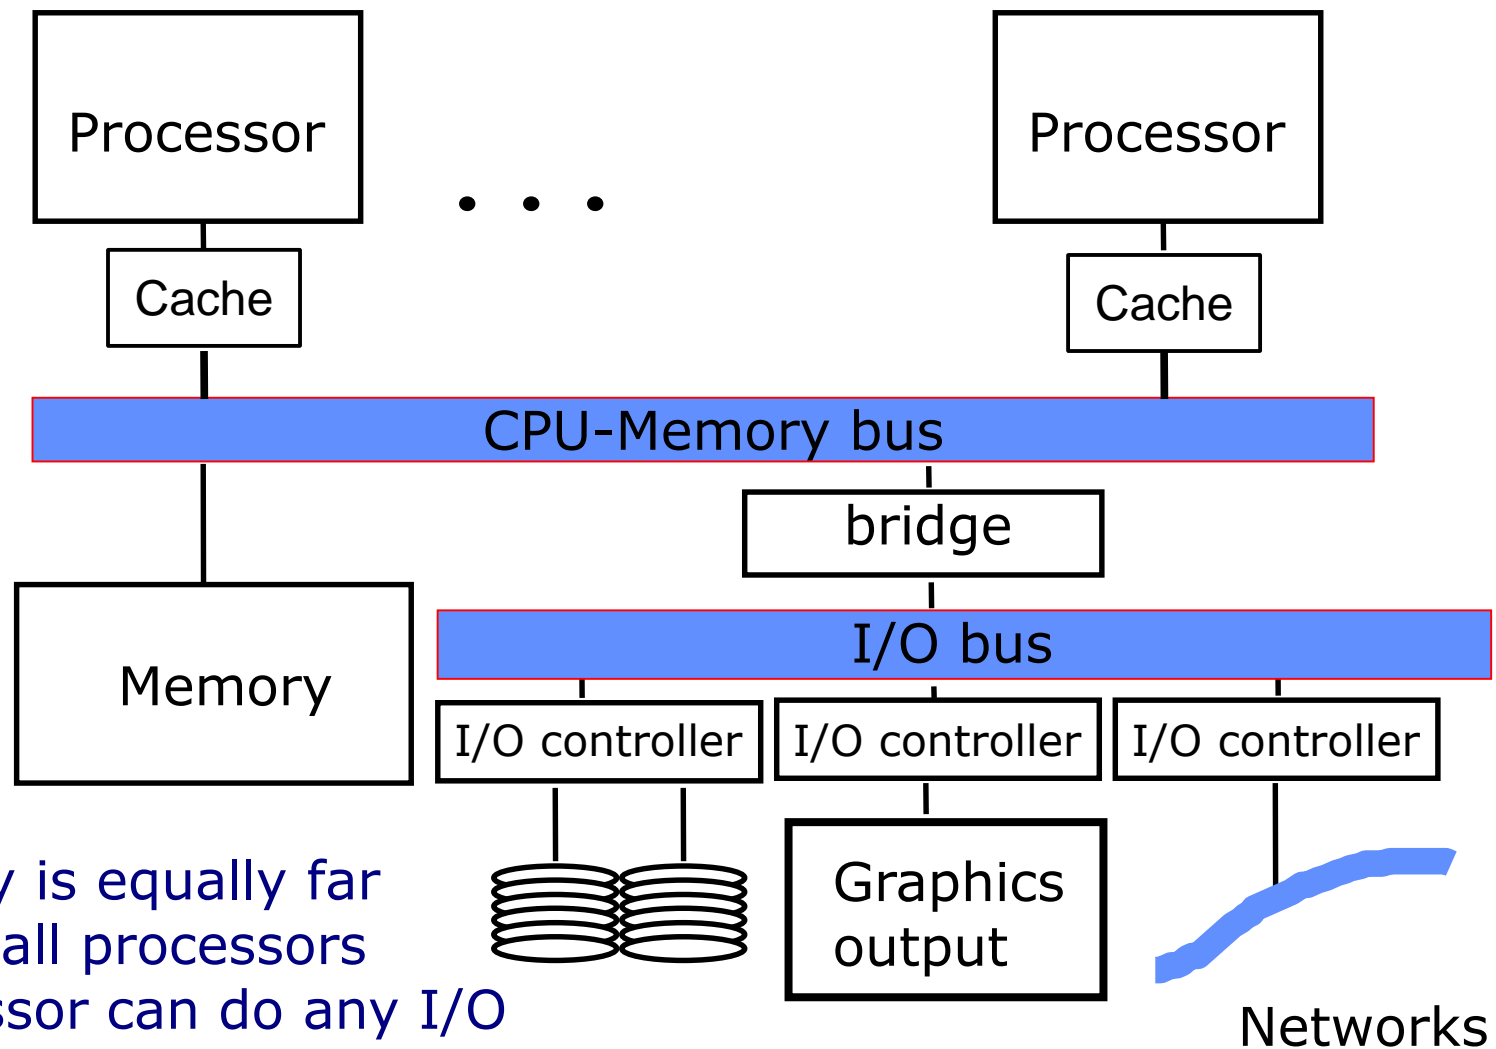 Processor
Processor
. . .
Cache
Cache
CPU-Memory bus
bridge
I/O bus
Memory
I/O controller
I/O controller
I/O controller
y is equally far
all processors
ssor can do any I/O
Graphics
output
Networks